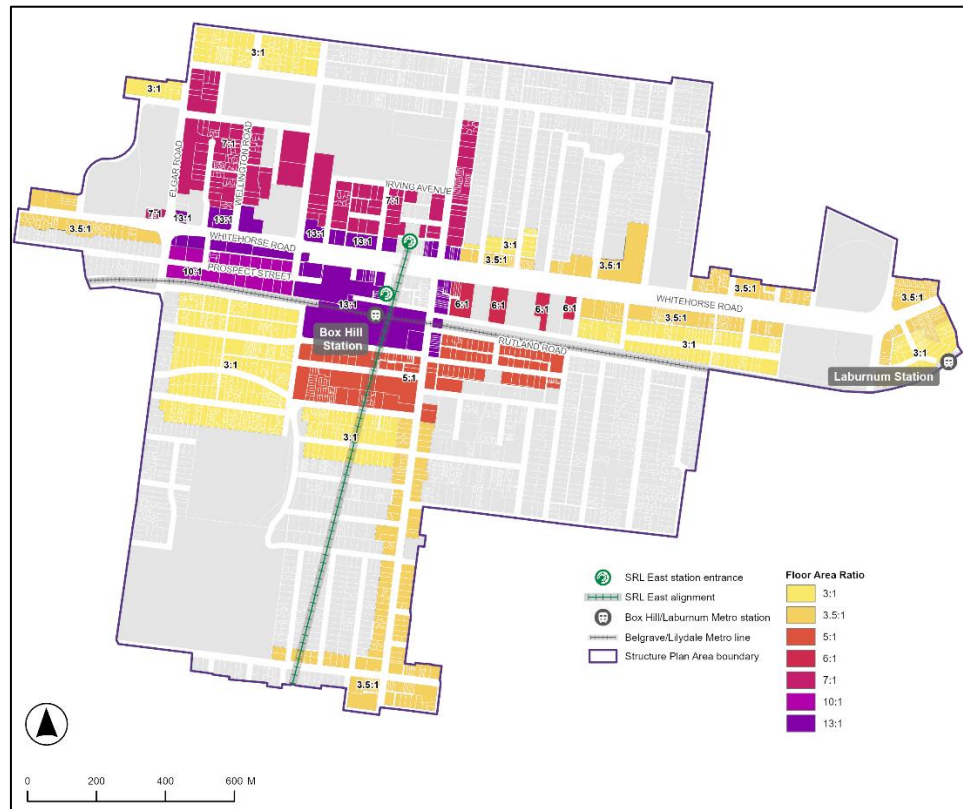 3:1
3:1
ELGAR ROAD
7:1
WELLINGTON ROAD
IRVING AVENUE
7:1
7:1
13:1
13:1
13:1
13:1
3.5:1
WHITEHORSE ROAD
3:1
3.5:1
3.5:1
3.5:1
3.5:1
10:1
PROSPECT STREET
13:1
6:1
6:1
6:1
6:1
WHITEHORSE ROAD
3.5:1
Box Hill
Station
RUTLAND ROAD
3:1
3:1
Laburnum Station
3:1
5:1
3:1
3.5:1
SRL East station entrance
SRL East alignment
Box Hill/Laburnum Metro station
Belgrave/Lilydale Metro line
Structure Plan Area boundary
Floor Area Ratio
3:1
3.5:1
5:1
6:1
7:1
10:1
13:1
0 200 400 600 M